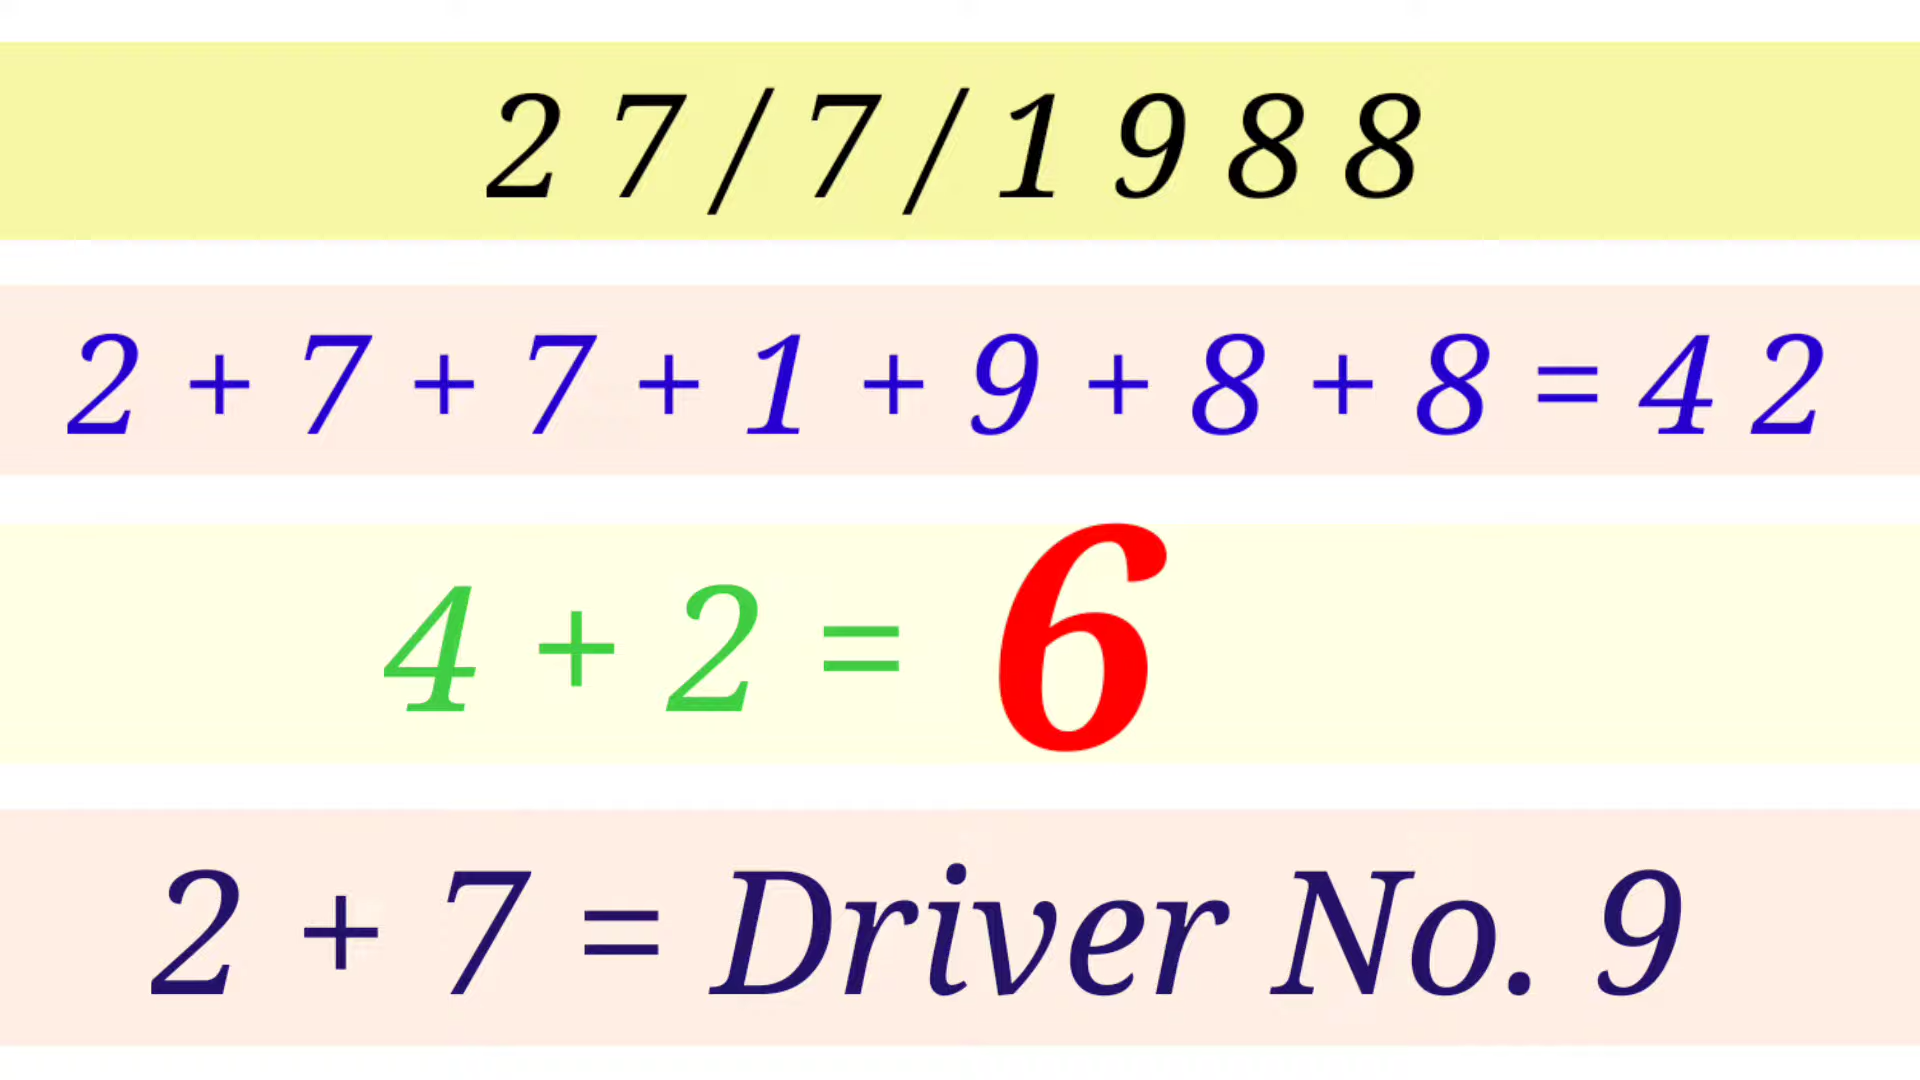 27/7/1988
2+7+7+1+9+8+8=42
4 + 2 = 6
2 + 7 = Driver No. 9